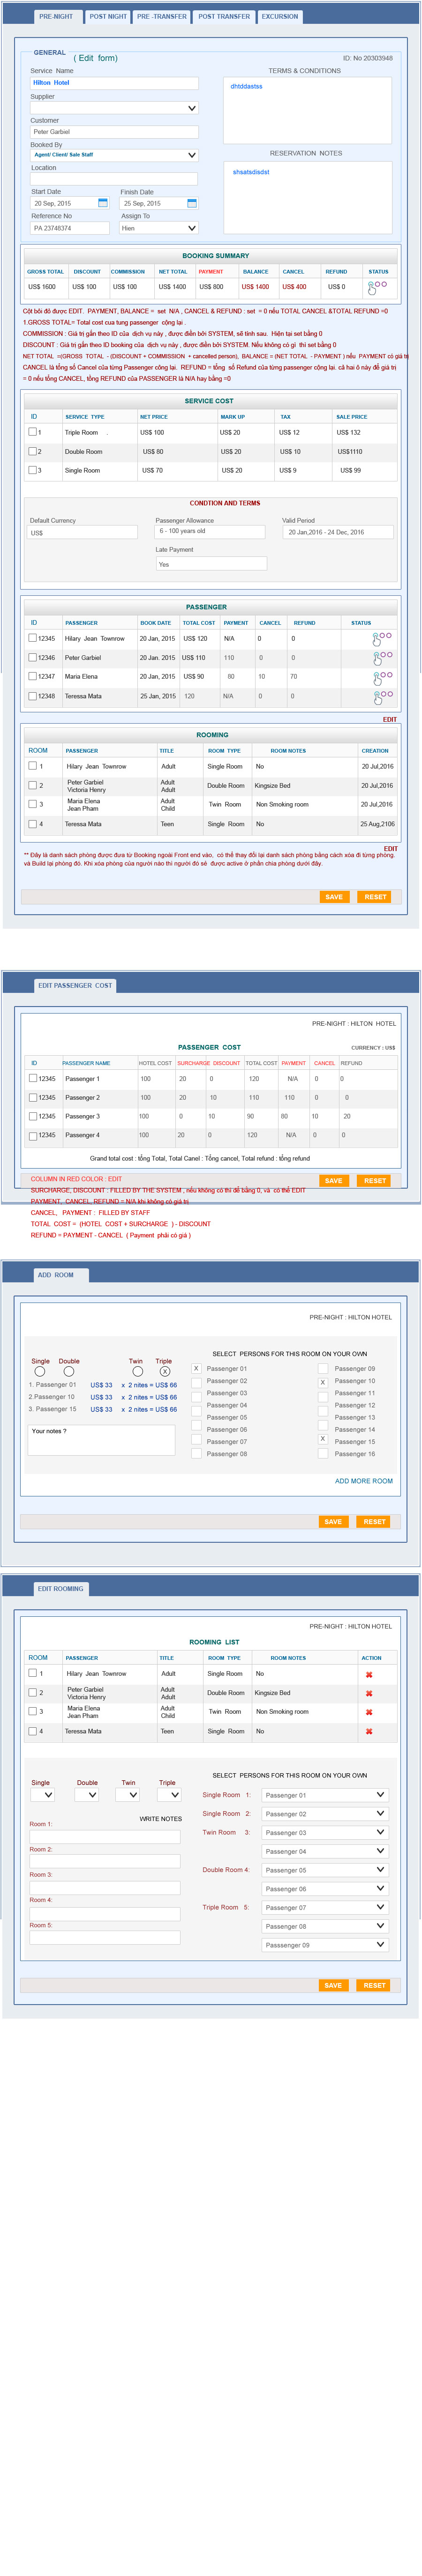 PRE-NIGHT POST NIGHT PRE -TRANSFER POST TRANSFER EXCURSION
GENERAL
( Edit form)
ID: No 20303948
Service Name
Hilton Hotel
TERMS & CONDITIONS
dhtddastss
Supplier
Customer
Peter Garbiel
Booked By
Agent/ Client/ Sale Staff
RESERVATION NOTES
shsatsdisdst
Location
Start Date Finish Date
20 Sep, 2015 25 Sep, 2015
Reference No Assign To
PA 23748374 Hien
BOOKING SUMMARY
GROSS TOTAL DISCOUNT COMMISSION NET TOTAL PAYMENT BALANCE CANCEL REFUND STATUS
US$ 1600 US$ 100 US$ 100 US$ 1400 US$ 800 US$ 1400 US$ 400 US$ 0
Cột bôi đỏ được EDIT. PAYMENT, BALANCE = set N/A , CANCEL & REFUND : set = 0 nếu TOTAL CANCEL &TOTAL REFUND =0
1.GROSS TOTAL= Total cost cua tung passenger cộng lại .
COMMISSION : Giá trị gắn theo ID của dịch vụ này , được điền bởi SYSTEM, sẽ tính sau. Hiện tại set bằng 0
DISCOUNT : Giá trị gắn theo ID booking của dịch vụ này , được điền bởi SYSTEM. Nếu không có gì thì set bằng 0
NET TOTAL =(GROSS TOTAL - (DISCOUNT + COMMISSION + cancelled person), BALANCE = (NET TOTAL - PAYMENT ) nếu PAYMENT có giá trị
CANCEL là tổng số Cancel của từng Passenger công lại. REFUND = tổng số Refund của từng passenger cộng lại. cả hai ô này để giá trị
= 0 nếu tổng CANCEL, tổng REFUND của PASSENGER là N/A hay bằng =0
SERVICE COST
ID SERVICE TYPE NET PRICE MARK UP TAX SALE PRICE
1 Triple Room . US$ 100 US$ 20 US$ 12 US$ 132
2 Double Room US$ 80 US$ 20 US$ 10 US$1110
3 Single Room US$ 70 US$ 20 US$ 9 US$ 99
CONDTION AND TERMS
Default Currency Passenger Allowance Valid Period
US$ 6 - 100 years old 20 Jan,2016 - 24 Dec, 2016
Late Payment
Yes
PASSENGER
ID PASSENGER BOOK DATE TOTAL COST PAYMENT CANCEL REFUND STATUS
12345 Hilary Jean Townrow 20 Jan, 2015 US$ 120 N/A 0 0
12346 Peter Garbiel 20 Jan. 2015 US$ 110 110 0 0
12347 Maria Elena 20 Jan, 2015 US$ 90 80 10 70
12348 Teressa Mata 25 Jan, 2015 120 N/A 0 0
EDIT
ROOMING
ROOM PASSENGER TITLE ROOM TYPE ROOM NOTES CREATION
1 Hilary Jean Townrow Adult Single Room No 20 Jul,2016
2 Peter Garbiel Adult Double Room Kingsize Bed 20 Jul,2016
Victoria Henry Adult
3 Maria Elena Adult Twin Room Non Smoking room 20 Jul,2016
Jean Pham Child
4 Teressa Mata Teen Single Room No 25 Aug,2106
EDIT
** Đây là danh sách phòng được đưa từ Booking ngoài Front end vào, có thể thay đổi lại danh sách phòng bằng cách xóa đi từng phòng.
và Build lại phòng đó. Khi xóa phòng của người nào thì người đó sẽ được active ở phần chia phòng dưới đây.
SAVE RESET
EDIT PASSENGER COST
PRE-NIGHT : HILTON HOTEL
PASSENGER COST
CURRENCY : US$
ID PASSENGER NAME HOTEL COST SURCHARGE DISCOUNT TOTAL COST PAYMENT CANCEL REFUND
12345 Passenger 1 100 20 0 120 N/A 0 0
12345 Passenger 2 100 20 10 110 110 0 0
12345 Passenger 3 100 0 10 90 80 10 20
12345 Passenger 4 100 20 0 120 N/A 0 0
Grand total cost : tổng Total, Total Canel : Tổng cancel, Total refund : tổng refund
SAVE RESET
COLUMN IN RED COLOR : EDIT
SURCHARGE, DISCOUNT : FILLED BY THE SYSTEM , nếu không có thì để bằng 0, và có thể EDIT
PAYMENT, CANCEL, REFUND = N/A khi không có giá trị
CANCEL, PAYMENT : FILLED BY STAFF
TOTAL COST = (HOTEL COST + SURCHARGE ) - DISCOUNT
REFUND = PAYMENT - CANCEL ( Payment phải có giá )
ADD ROOM
PRE-NIGHT : HILTON HOTEL
SELECT PERSONS FOR THIS ROOM ON YOUR OWN
Single Double Twin Triple
X
1. Passenger 01 US$ 33 x 2 nites = US$ 66
2.Passenger 10 US$ 33 x 2 nites = US$ 66
3. Passenger 15 US$ 33 x 2 nites = US$ 66
Your notes ?
X Passenger 01 Passenger 09
Passenger 02 X Passenger 10
Passenger 03 Passenger 11
Passenger 04 Passenger 12
Passenger 05 Passenger 13
Passenger 06 Passenger 14
Passenger 07 X Passenger 15
Passenger 08 Passenger 16
ADD MORE ROOM
SAVE RESET
EDIT ROOMING
PRE-NIGHT : HILTON HOTEL
ROOMING LIST
ROOM PASSENGER TITLE ROOM TYPE ROOM NOTES ACTION
1 Hilary Jean Townrow Adult Single Room No
2 Peter Garbiel Adult Double Room Kingsize Bed
Victoria Henry Adult
3 Maria Elena Adult Twin Room Non Smoking room
Jean Pham Child
4 Teressa Mata Teen Single Room No
SELECT PERSONS FOR THIS ROOM ON YOUR OWN
Single Double Twin Triple
WRITE NOTES
Room 1:
Room 2:
Room 3:
Room 4:
Room 5:
Single Room 1: Passenger 01
Single Room 2: Passenger 02
Twin Room 3: Passenger 03
Passenger 04
Double Room 4: Passenger 05
Passenger 06
Triple Room 5: Passenger 07
Passenger 08
Passsenger 09
SAVE RESET